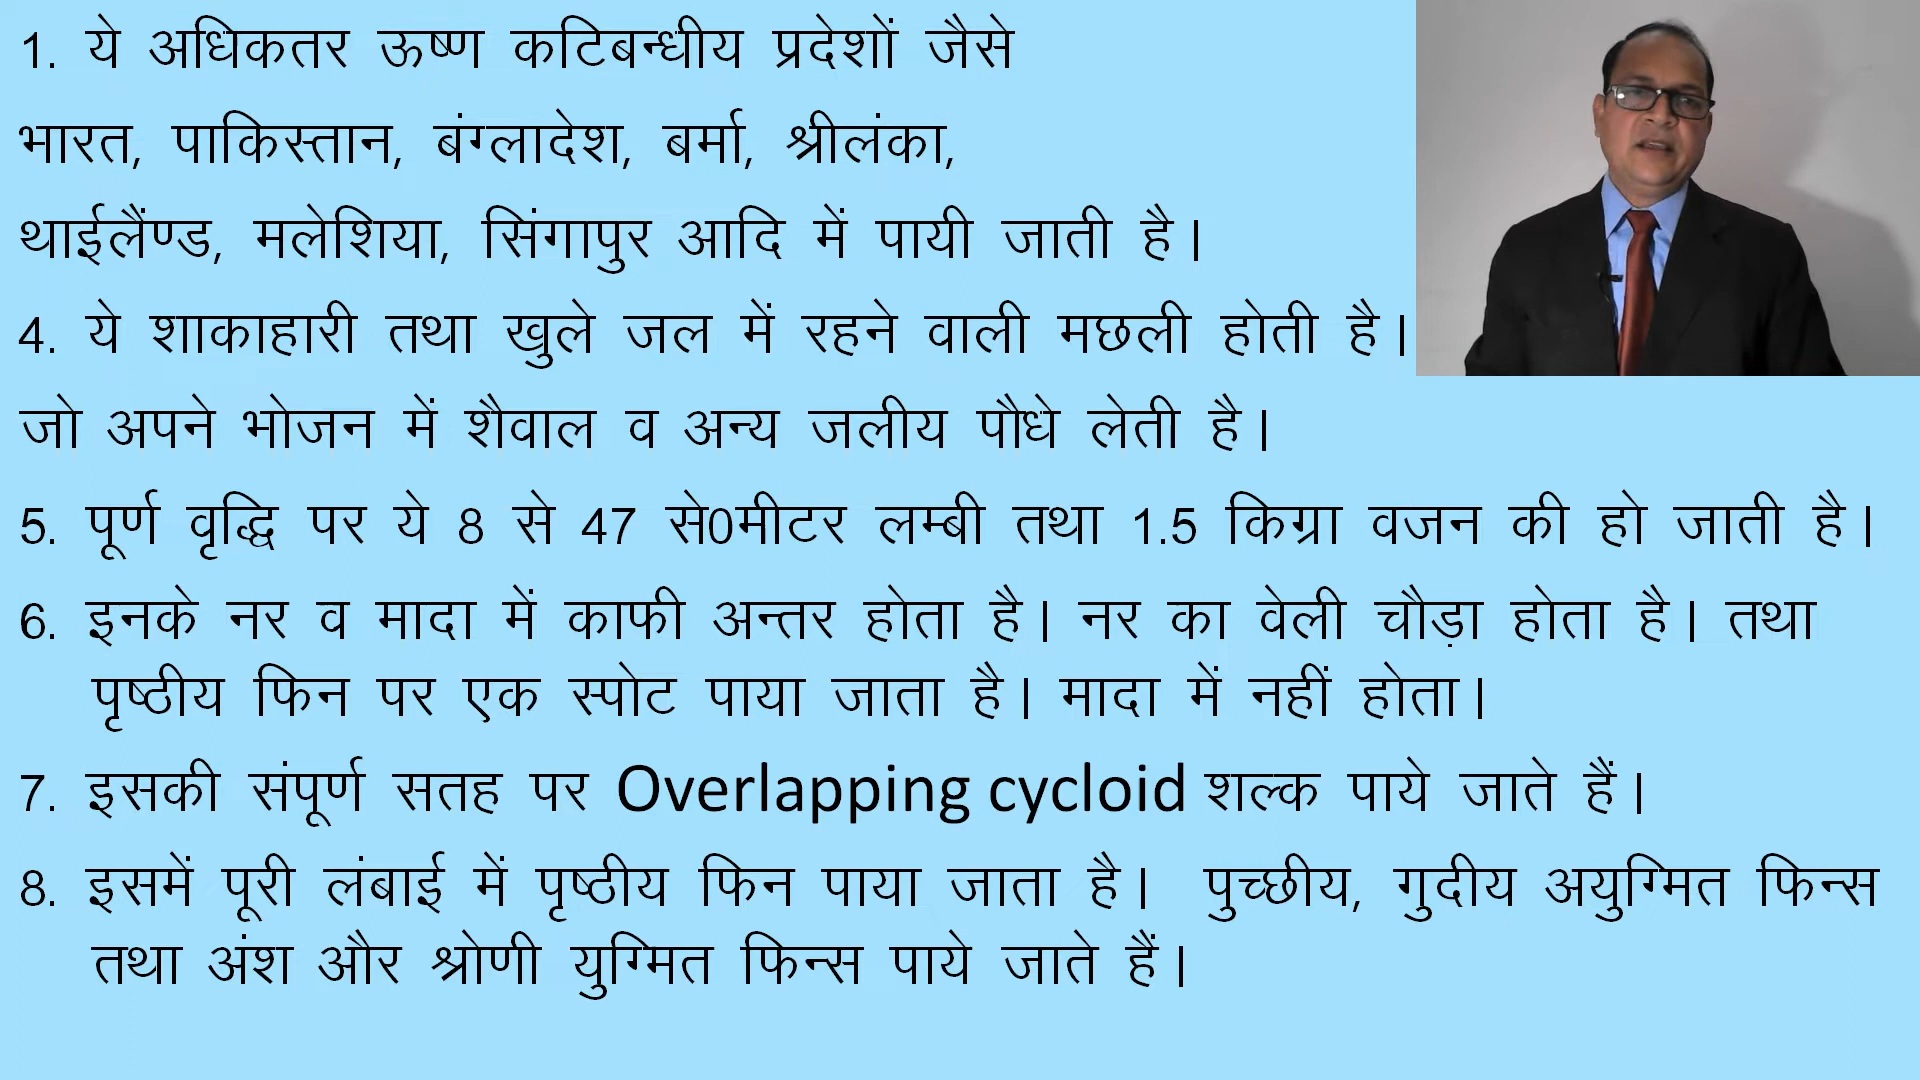 1. ये अधिकतर ऊष्ण कटिबन्धीय प्रदेशों जैसे
भारत, पाकिस्तान, बंग्लादेश, बर्मा, श्रीलंका,
थाईलैंण्ड, मलेशिया, सिंगापुर आदि में पायी जाती है।
4. ये शाकाहारी तथा खुले जल में रहने वाली मछली होती है।
जो अपने भोजन में शैवाल व अन्य जलीय पौधे लेती है।
5. पूर्ण वृद्धि पर ये 8 से 47 से0मीटर लम्बी तथा 1.5 किग्रा वजन की हो जाती है।
6. इनके नर व मादा में काफी अन्तर होता है। नर का वेली चौड़ा होता है। तथा
पृष्ठीय फिन पर एक स्पोट पाया जाता है। मादा में नहीं होता।
7. इसकी संपूर्ण सतह पर Overlapping cycloid शल्क पाये जाते हैं।
8. इसमें पूरी लंबाई में पृष्ठीय फिन पाया जाता है। पुच्छीय, गुदीय अयुग्मित फिन्स
तथा अंश और श्रोणी युग्मित फिन्स पाये जाते हैं।